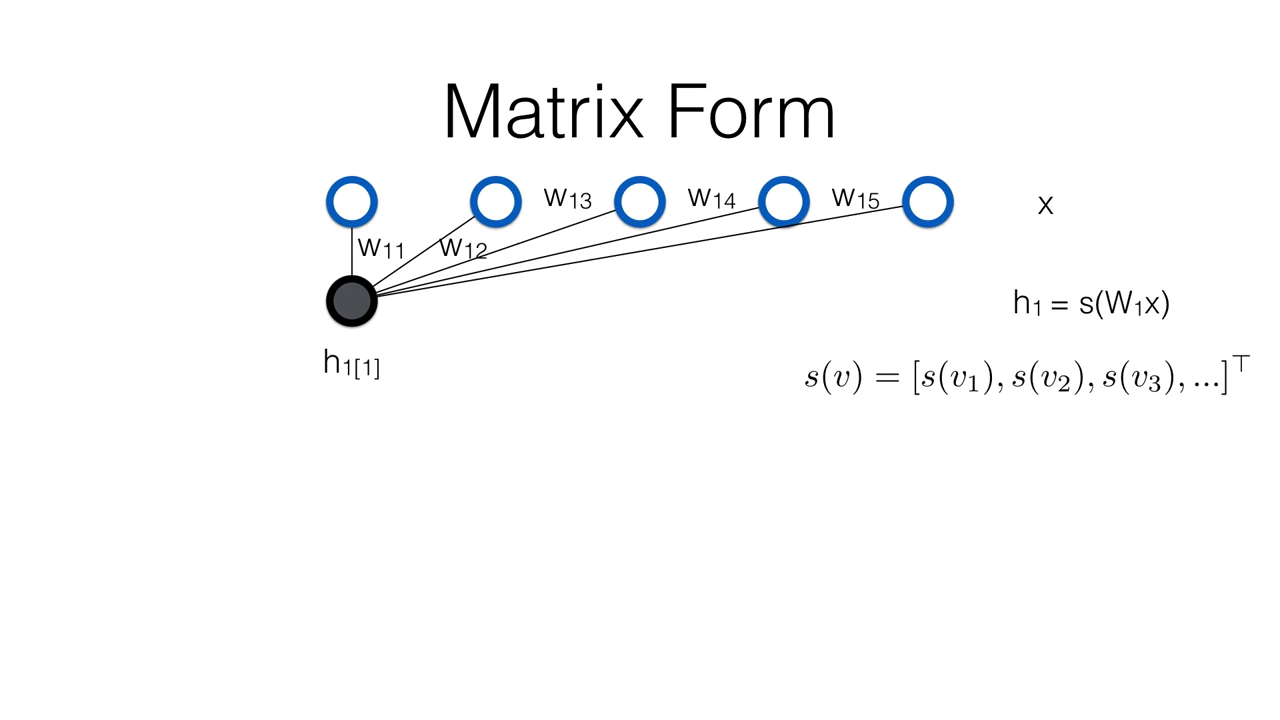 Matrix Form
w13 w14 w15 x
w11 w12
h1 = s(W1x)
h1[1]
s(v) = [s(v1), s(v2), s(v3), ...]⊤